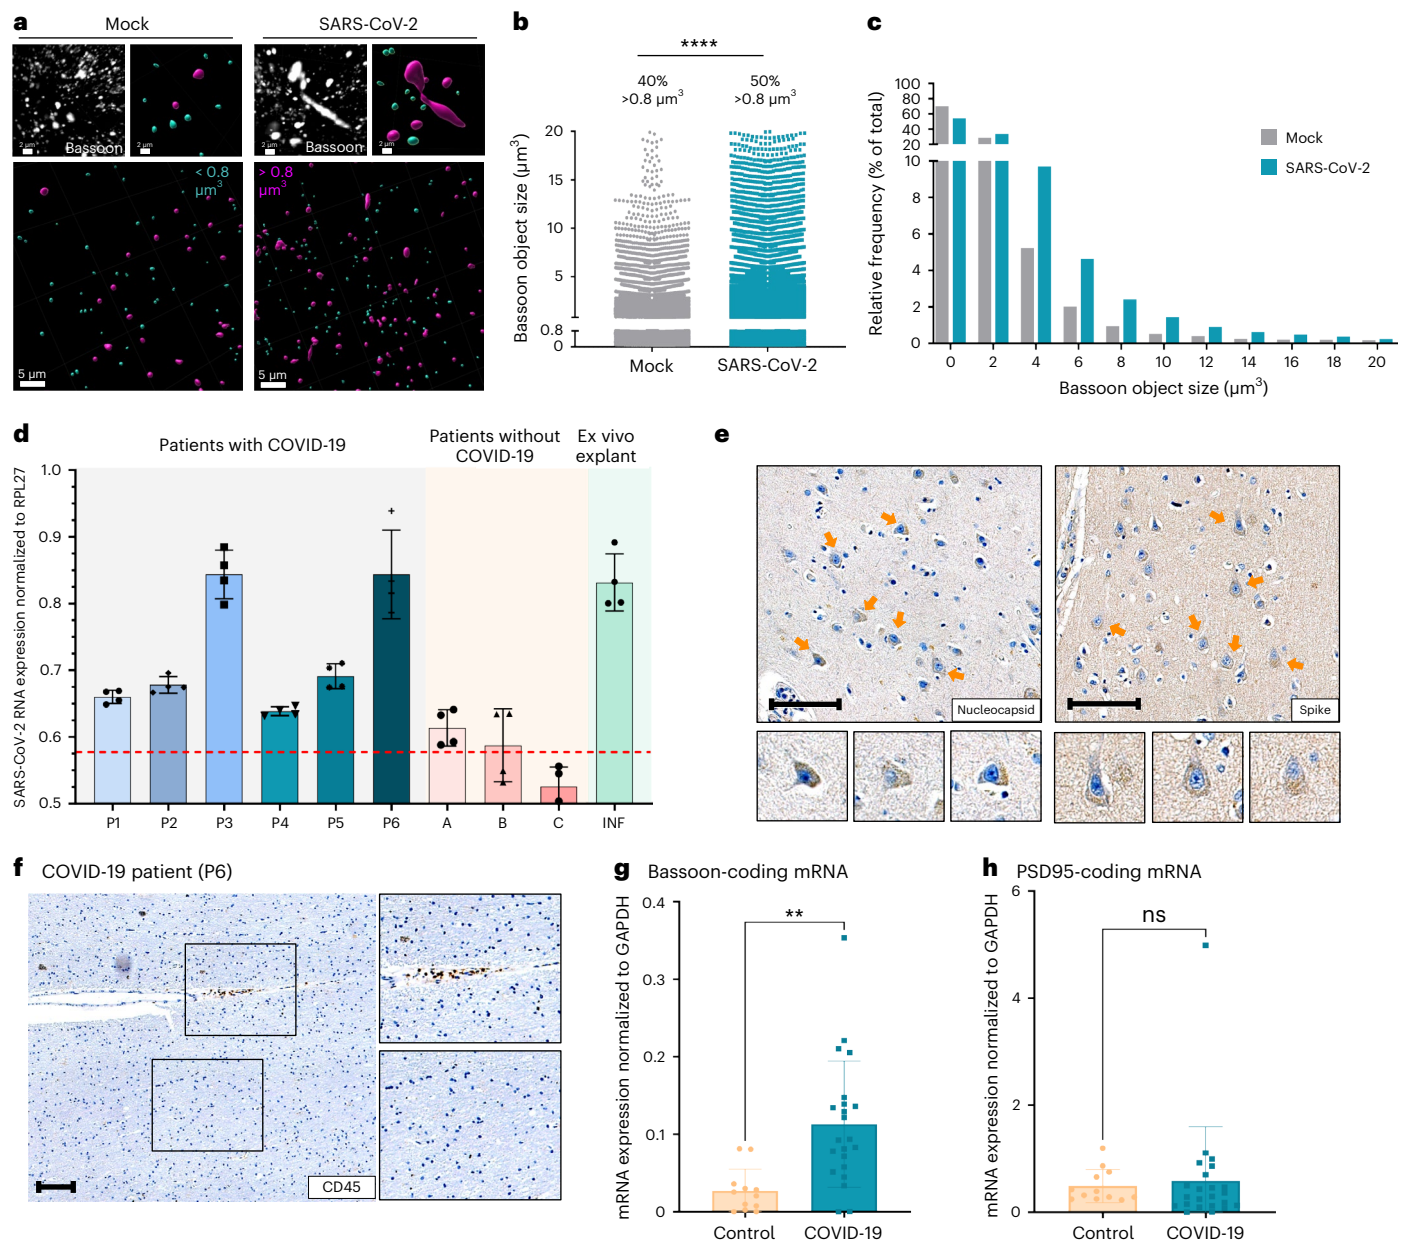 a
Mock
SARS-CoV-2
Bassoon
2 µm
2 µm
Bassoon
2 µm
2 µm
< 0.8
µm³
> 0.8
µm³
5 µm
5 µm
b
****
40%
>0.8 µm³
50%
>0.8 µm³
Bassoon object size (µm³)
20
15
10
5
0.8
0
Mock
SARS-CoV-2
c
Relative frequency (% of total)
100
80
60
40
20
10
8
6
4
2
0
0
2
4
6
8
10
12
14
16
18
20
Bassoon object size (µm³)
Mock
SARS-CoV-2
d
Patients with COVID-19
Patients without
COVID-19
Ex vivo
explant
SARS-CoV-2 RNA expression normalized to RPL27
1.0
0.9
0.8
0.7
0.6
0.5
P1
P2
P3
P4
P5
P6
A
B
C
INF
e
Nucleocapsid
Spike
f
COVID-19 patient (P6)
CD45
g
Bassoon-coding mRNA
**
mRNA expression normalized to GAPDH
0.4
0.3
0.2
0.1
0
Control
COVID-19
h
PSD95-coding mRNA
ns
mRNA expression normalized to GAPDH
6
4
2
0
Control
COVID-19